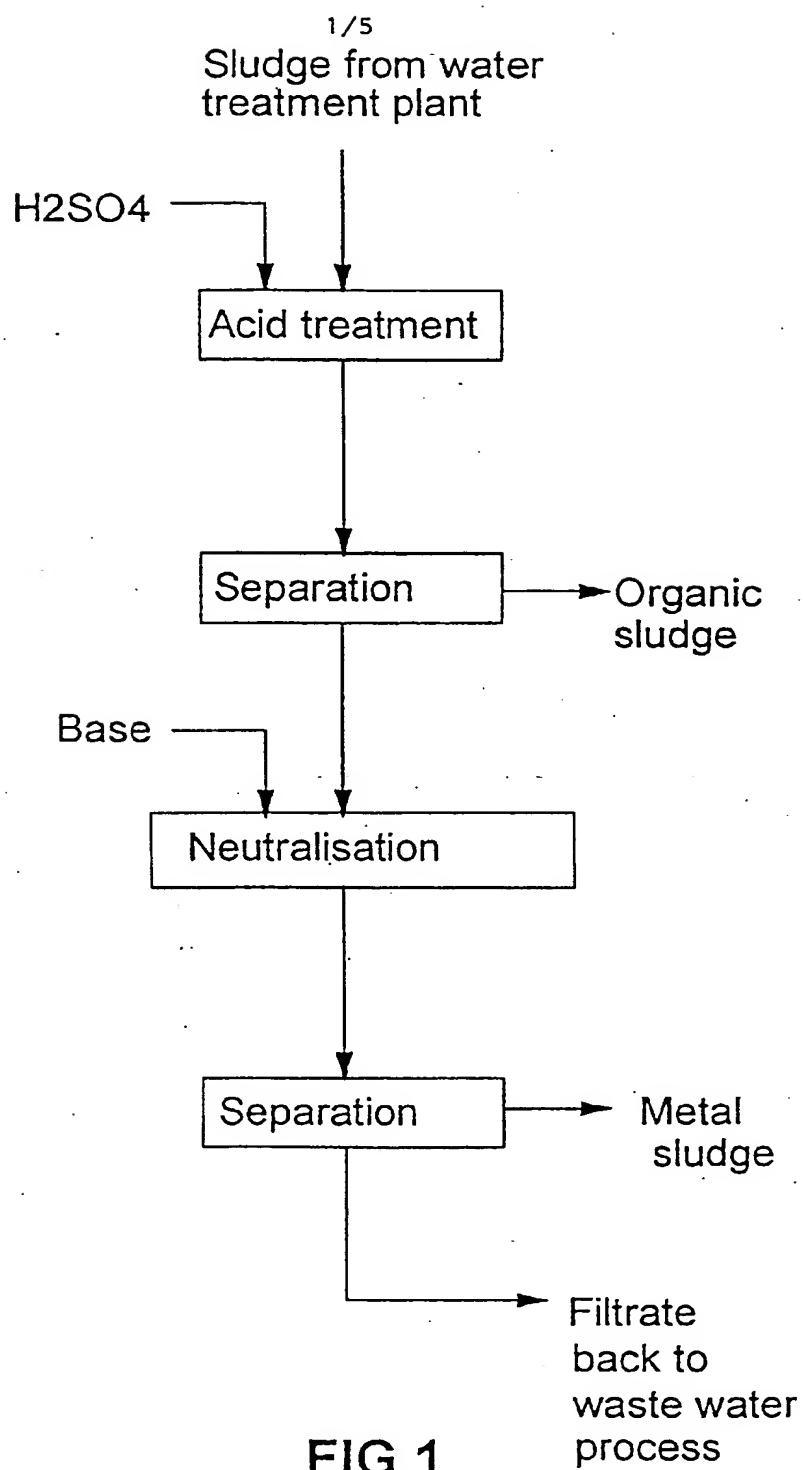 1/5
Sludge from water
treatment plant
H2SO4
Acid treatment
Separation
Organic
sludge
Base
Neutralisation
Separation
Metal
sludge
Filtrate
back to
waste water
process
FIG 1